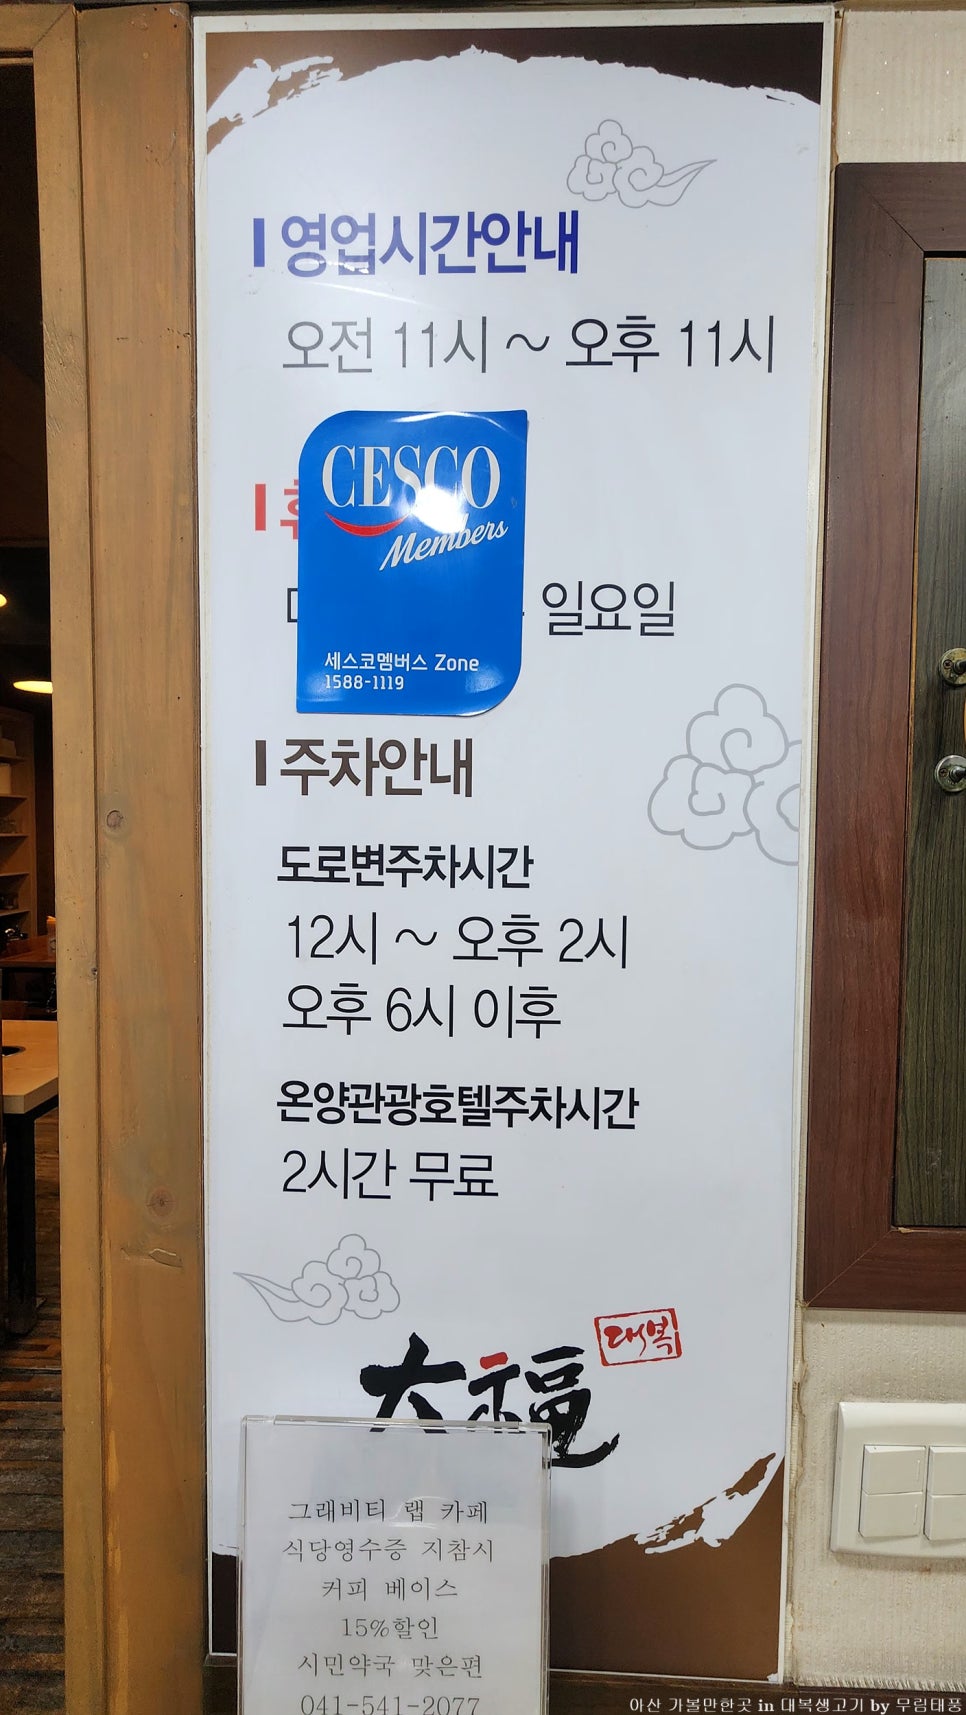 영업시간안내
오전 11시 ~ 오후 11시
CESCO
Members
일요일
세스코멤버스 Zone
1588-1119
주차안내
도로변주차시간
12시 ~ 오후 2시
오후 6시 이후
온양관광호텔주차시간
2시간 무료
대복
大福
그래비티 랩 카페
식당영수증 지참시
커피 베이스
15%할인
시민약국 맞은편
041-541-2077
아산 가볼만한곳 in 대복생고기 by 무림태풍